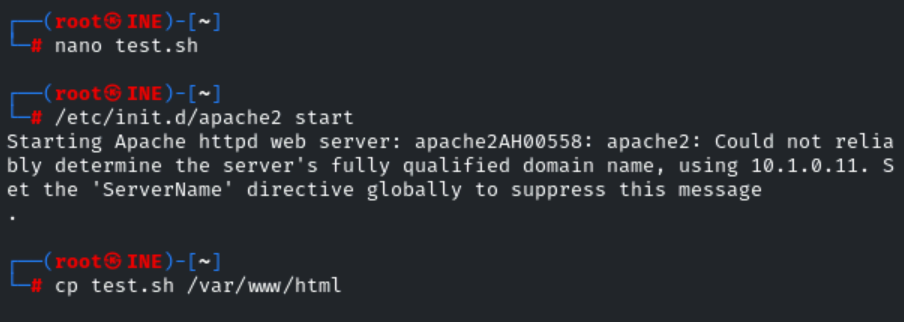 ┌──(root㉿INE)-[~]
└─# nano test.sh
┌──(root㉿INE)-[~]
└─# /etc/init.d/apache2 start
Starting Apache httpd web server: apache2AH00558: apache2: Could not relia
bly determine the server's fully qualified domain name, using 10.1.0.11. S
et the 'ServerName' directive globally to suppress this message
.
┌──(root㉿INE)-[~]
└─# cp test.sh /var/www/html